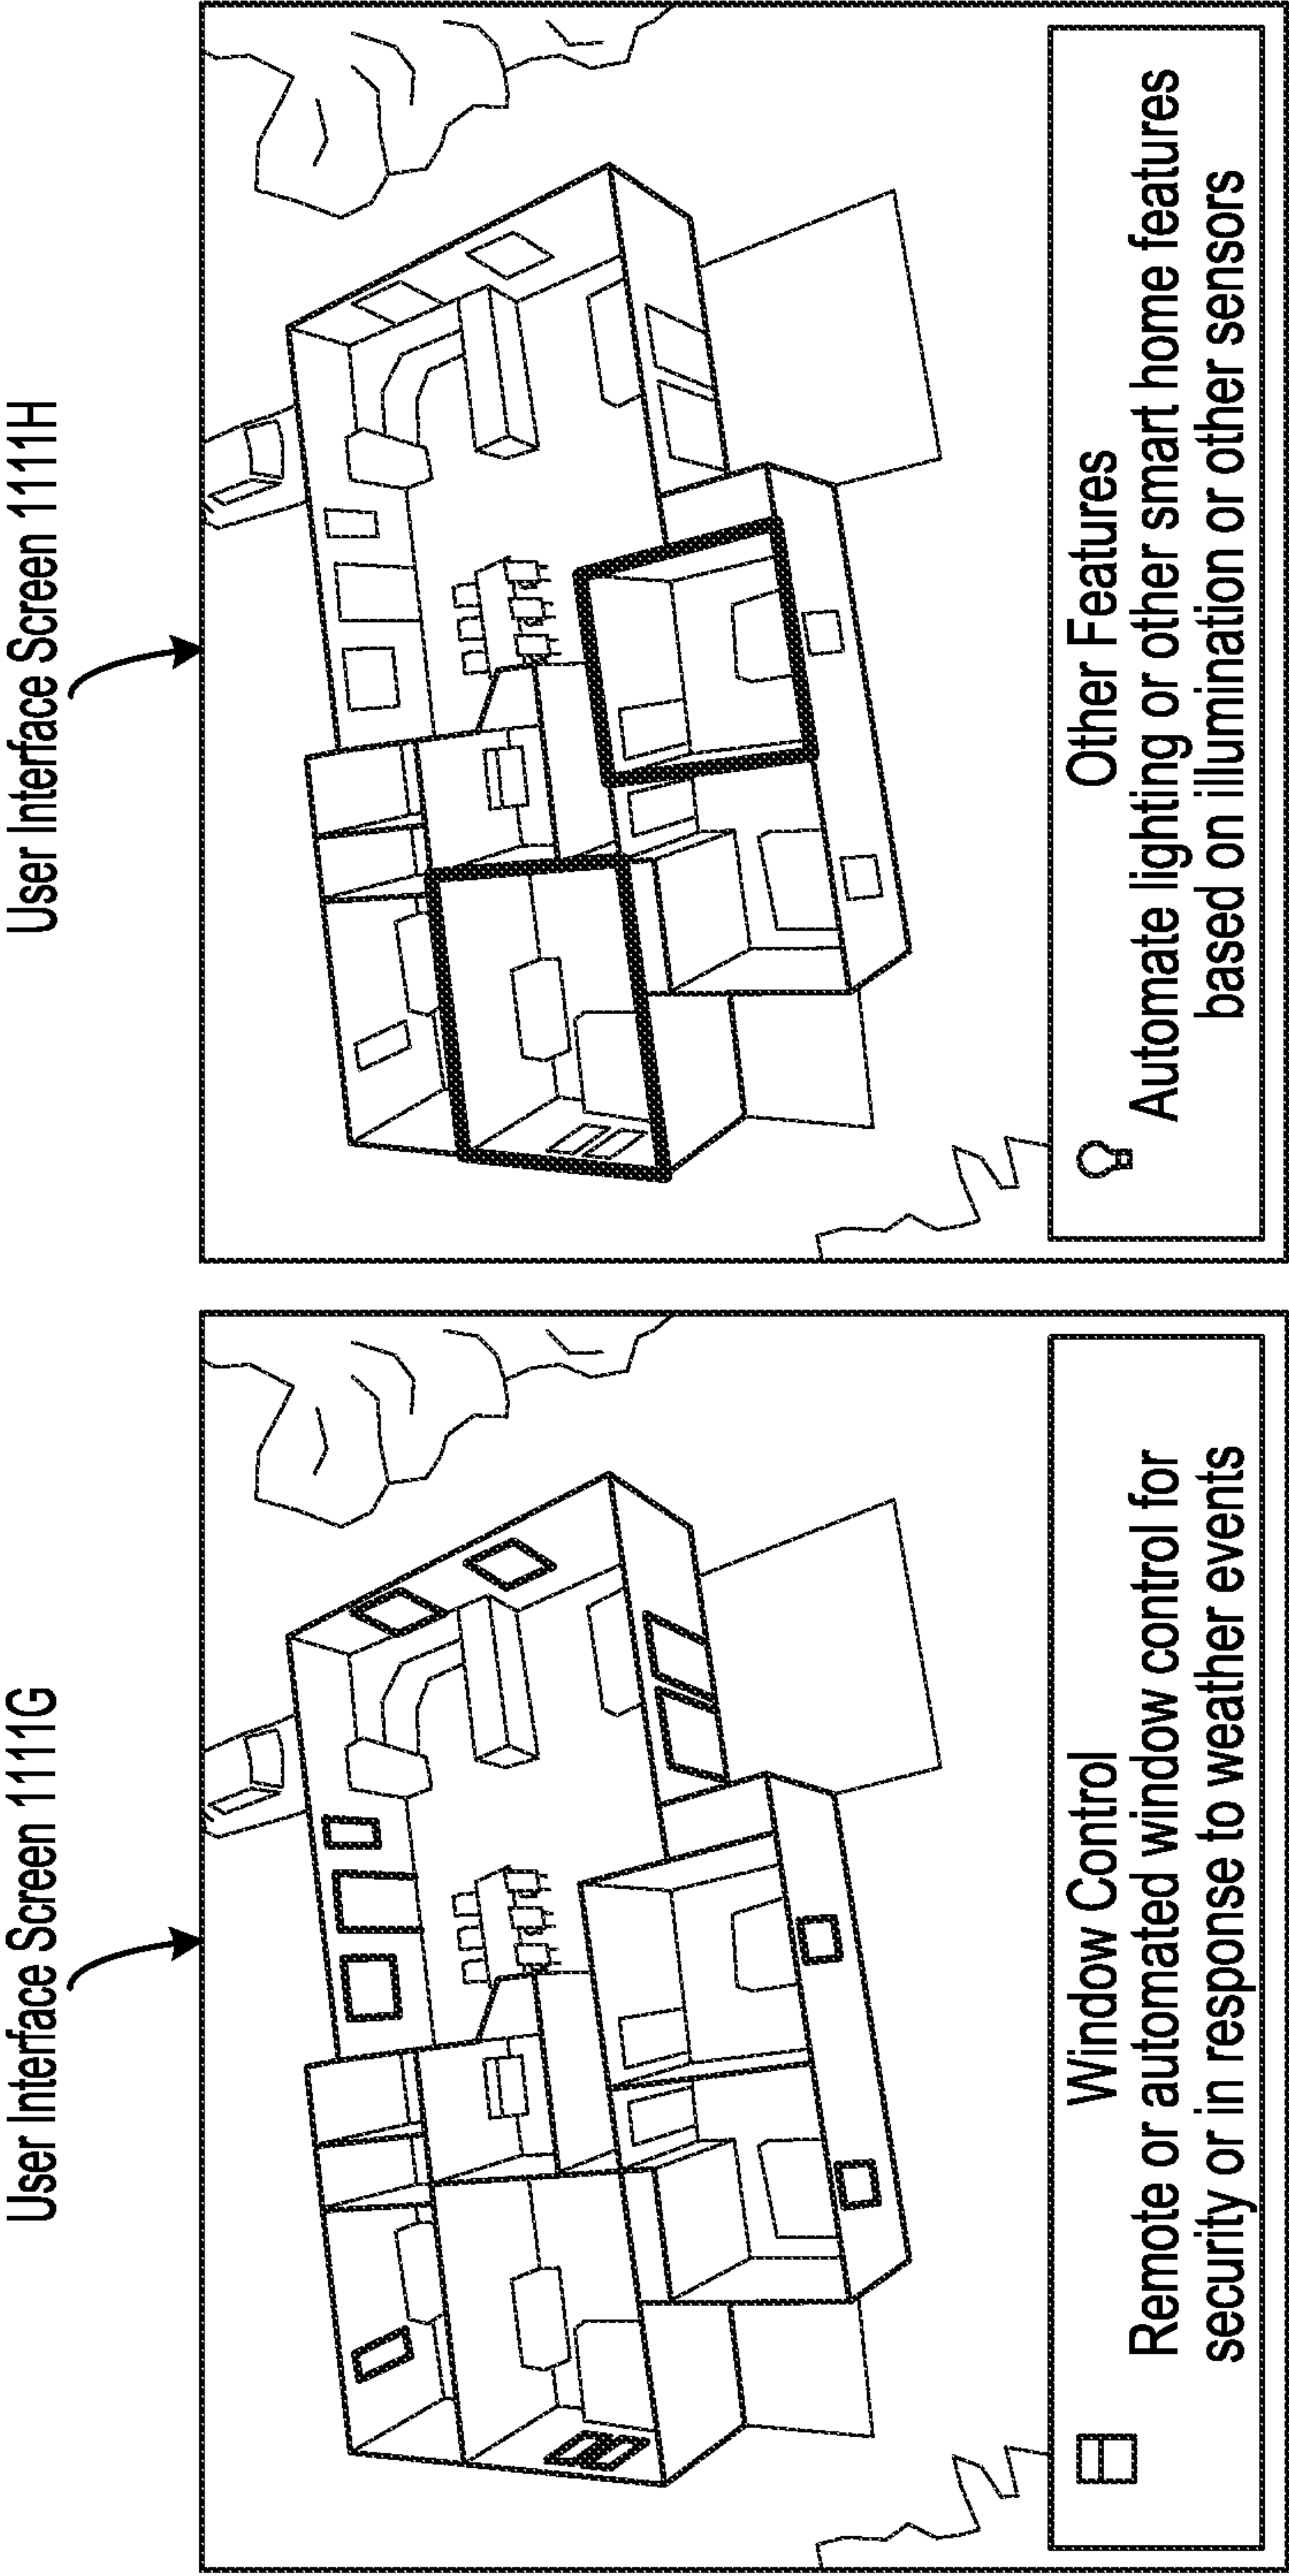 User Interface Screen 1111G
Window Control
Remote or automated window control for
security or in response to weather events
User Interface Screen 1111H
Other Features
Automate lighting or other smart home features
based on illumination or other sensors